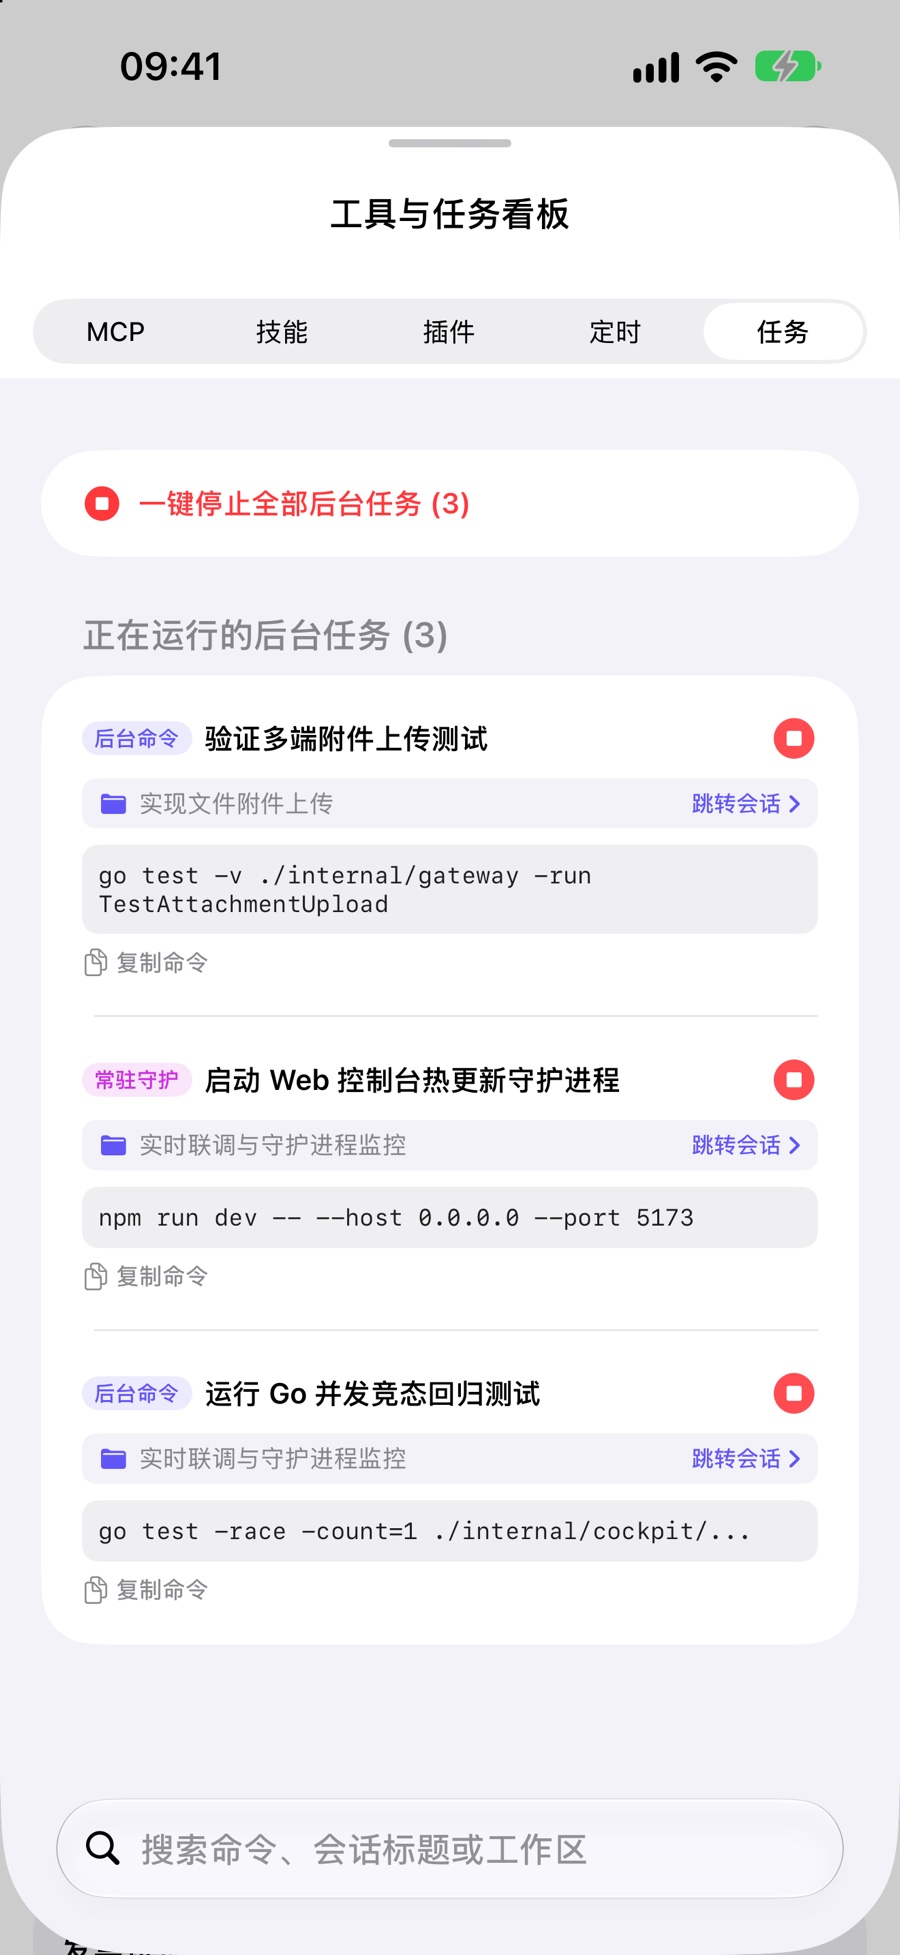 09:41
工具与任务看板
MCP 技能 插件 定时 任务
一键停止全部后台任务 (3)
正在运行的后台任务 (3)
后台命令 验证多端附件上传测试
实现文件附件上传 跳转会话
go test -v ./internal/gateway -run
TestAttachmentUpload
复制命令
常驻守护 启动 Web 控制台热更新守护进程
实时联调与守护进程监控 跳转会话
npm run dev -- --host 0.0.0.0 --port 5173
复制命令
后台命令 运行 Go 并发竞态回归测试
实时联调与守护进程监控 跳转会话
go test -race -count=1 ./internal/cockpit/...
复制命令
搜索命令、会话标题或工作区